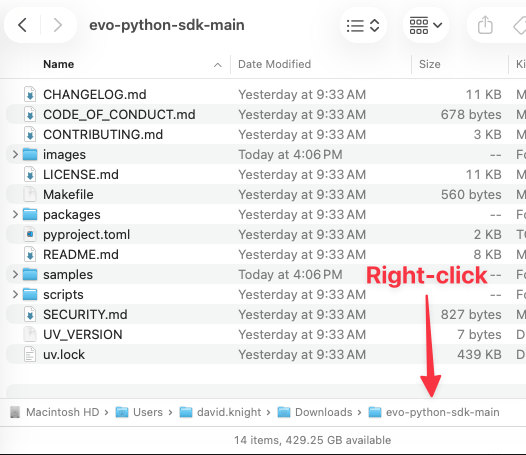 evo-python-sdk-main
Name Date Modified Size Ki
CHANGELOG.md Yesterday at 9:33 AM 11 KB M
CODE_OF_CONDUCT.md Yesterday at 9:33 AM 678 bytes M
CONTRIBUTING.md Yesterday at 9:33 AM 3 KB M
images Today at 4:06 PM -- Fo
LICENSE.md Yesterday at 9:33 AM 11 KB M
Makefile Yesterday at 9:33 AM 560 bytes M
packages Yesterday at 9:33 AM -- Fo
pyproject.toml Yesterday at 9:33 AM 2 KB TO
README.md Yesterday at 9:33 AM 8 KB M
samples Today at 4:06 PM -- Fo
Right-click
scripts Yesterday at 9:33 AM -- Fo
SECURITY.md Yesterday at 9:33 AM 827 bytes M
UV_VERSION Yesterday at 9:33 AM 7 bytes D
uv.lock Yesterday at 9:33 AM 439 KB D
Macintosh HD › Users › david.knight › Downloads › evo-python-sdk-main
14 items, 429.25 GB available